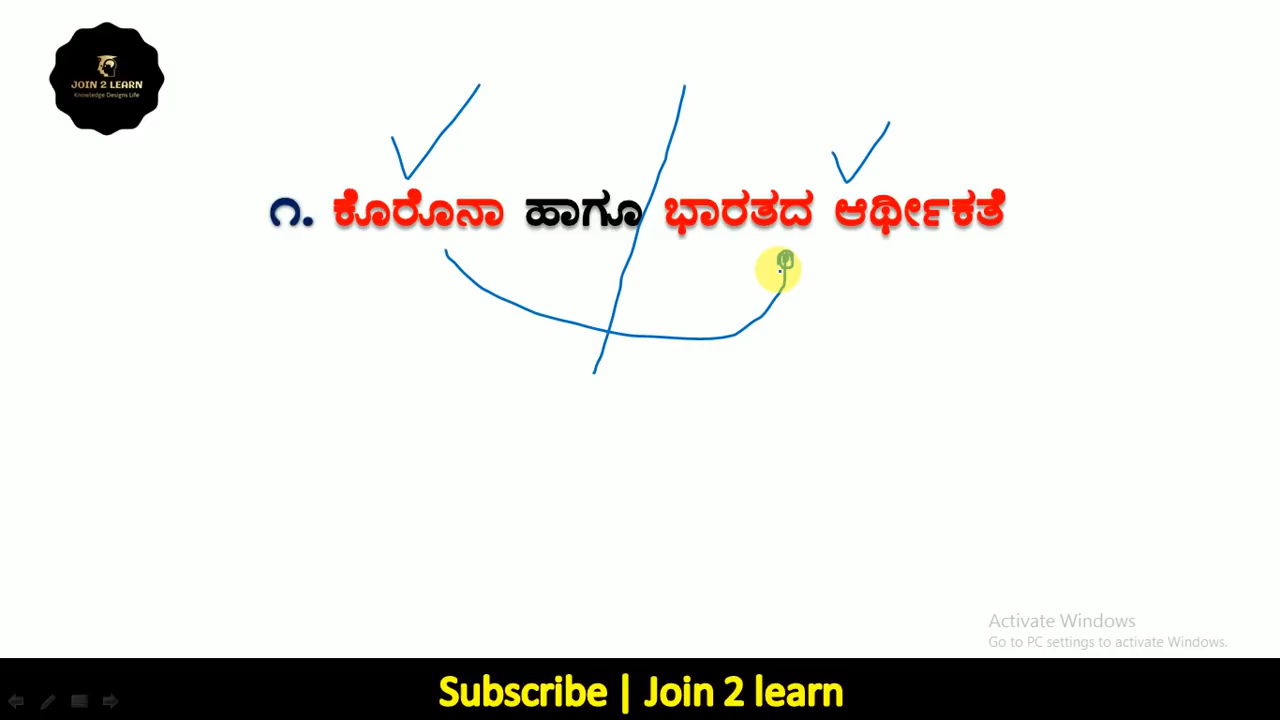 JOIN 2 LEARN
Knowledge Designs Life
೧. ಕೊರೊನಾ ಹಾಗೂ ಭಾರತದ ಆರ್ಥೀಕತೆ
Activate Windows
Go to PC settings to activate Windows.
Subscribe | Join 2 learn